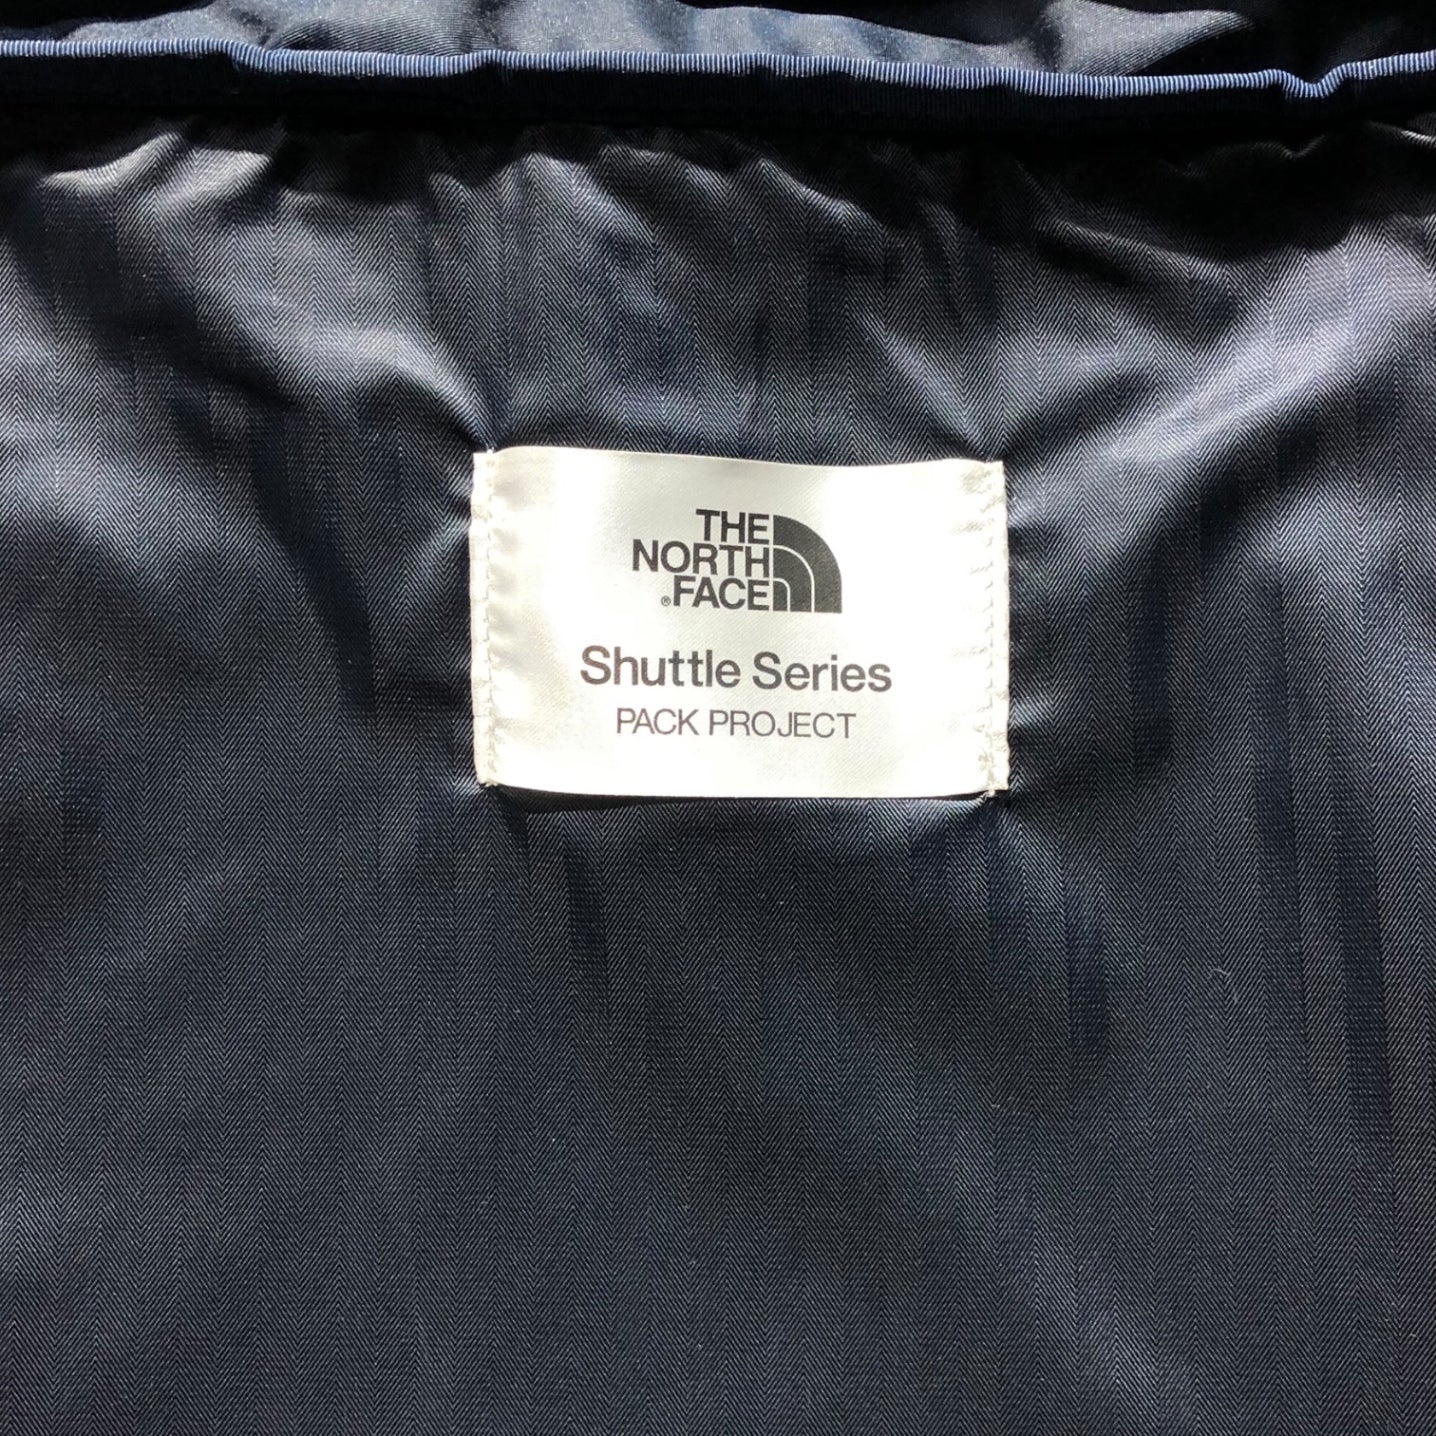 THE
NORTH
®FACE
Shuttle Series
PACK PROJECT